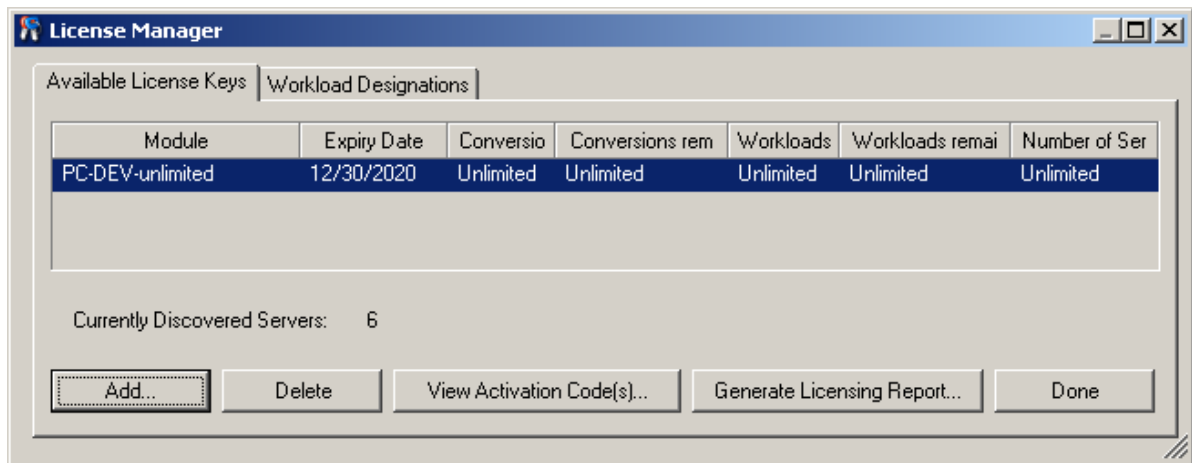 License Manager
Available License Keys Workload Designations
Module Expiry Date Conversio Conversions rem Workloads Workloads remai Number of Ser
PC-DEV-unlimited 12/30/2020 Unlimited Unlimited Unlimited Unlimited Unlimited
Currently Discovered Servers: 6
Add... Delete View Activation Code(s)... Generate Licensing Report... Done